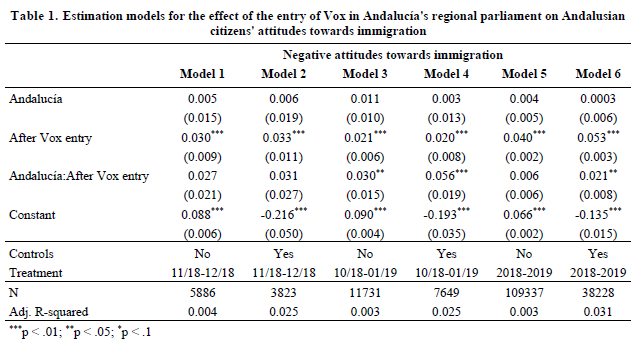 Table 1. Estimation models for the effect of the entry of Vox in Andalucía's regional parliament on Andalusian
citizens' attitudes towards immigration
Negative attitudes towards immigration
Model 1 Model 2 Model 3 Model 4 Model 5 Model 6
Andalucía 0.005 0.006 0.011 0.003 0.004 0.0003
(0.015) (0.019) (0.010) (0.013) (0.005) (0.006)
After Vox entry 0.030*** 0.033*** 0.021*** 0.020*** 0.040*** 0.053***
(0.009) (0.011) (0.006) (0.008) (0.002) (0.003)
Andalucía:After Vox entry 0.027 0.031 0.030** 0.056*** 0.006 0.021**
(0.021) (0.027) (0.015) (0.019) (0.006) (0.008)
Constant 0.088*** -0.216*** 0.090*** -0.193*** 0.066*** -0.135***
(0.006) (0.050) (0.004) (0.035) (0.002) (0.015)
Controls No Yes No Yes No Yes
Treatment 11/18-12/18 11/18-12/18 10/18-01/19 10/18-01/19 2018-2019 2018-2019
N 5886 3823 11731 7649 109337 38228
Adj. R-squared 0.004 0.025 0.003 0.025 0.003 0.031
***p < .01; **p < .05; *p < .1